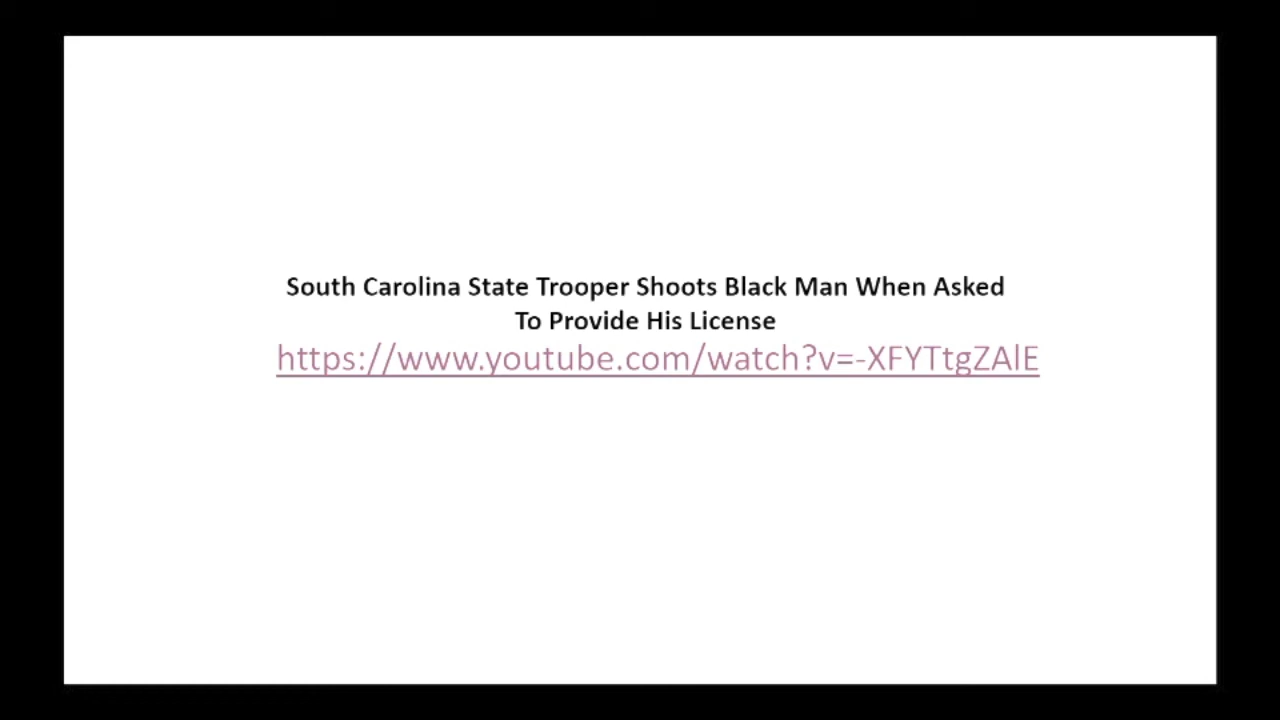 South Carolina State Trooper Shoots Black Man When Asked
To Provide His License
https://www.youtube.com/watch?v=-XFYTtgZAlE